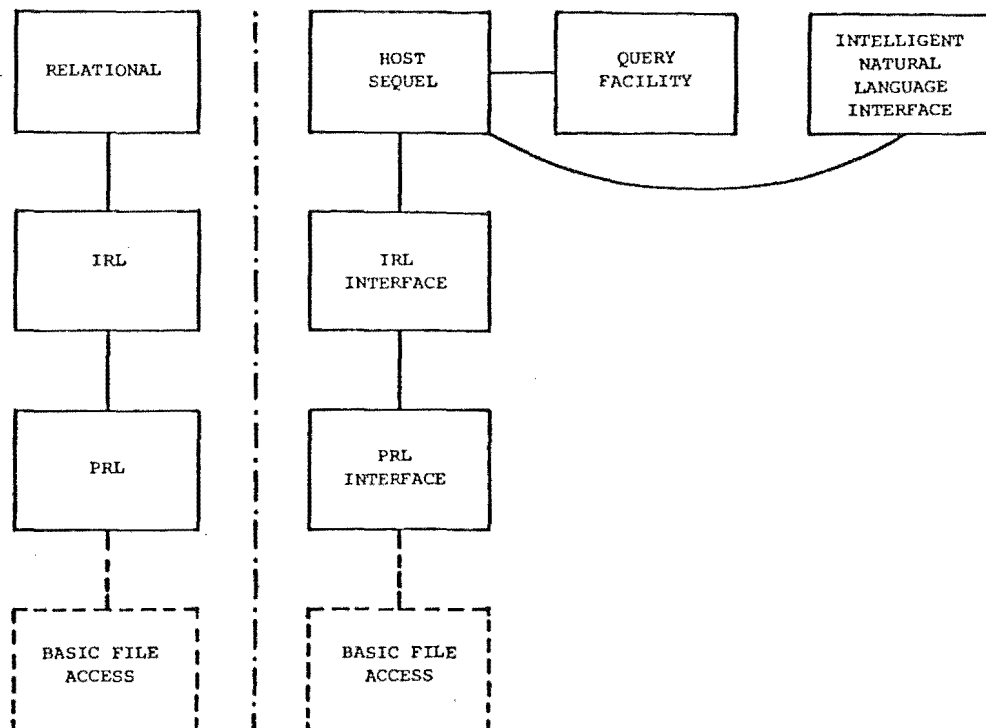 RELATIONAL
HOST
SEQUEL
QUERY
FACILITY
INTELLIGENT
NATURAL
LANGUAGE
INTERFACE
IRL
IRL
INTERFACE
PRL
PRL
INTERFACE
BASIC FILE
ACCESS
BASIC FILE
ACCESS